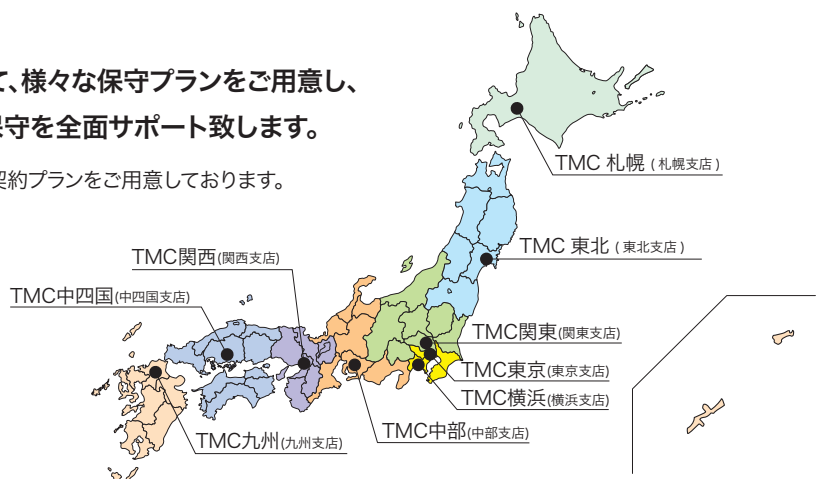 て、様々な保守プランをご用意し、
保守を全面サポート致します。
契約プランをご用意しております。
TMC 札幌 ( 札幌支店 )
TMC 東北 ( 東北支店 )
TMC関西(関西支店)
TMC中四国(中四国支店)
TMC関東(関東支店)
TMC東京(東京支店)
TMC横浜(横浜支店)
TMC中部(中部支店)
TMC九州(九州支店)